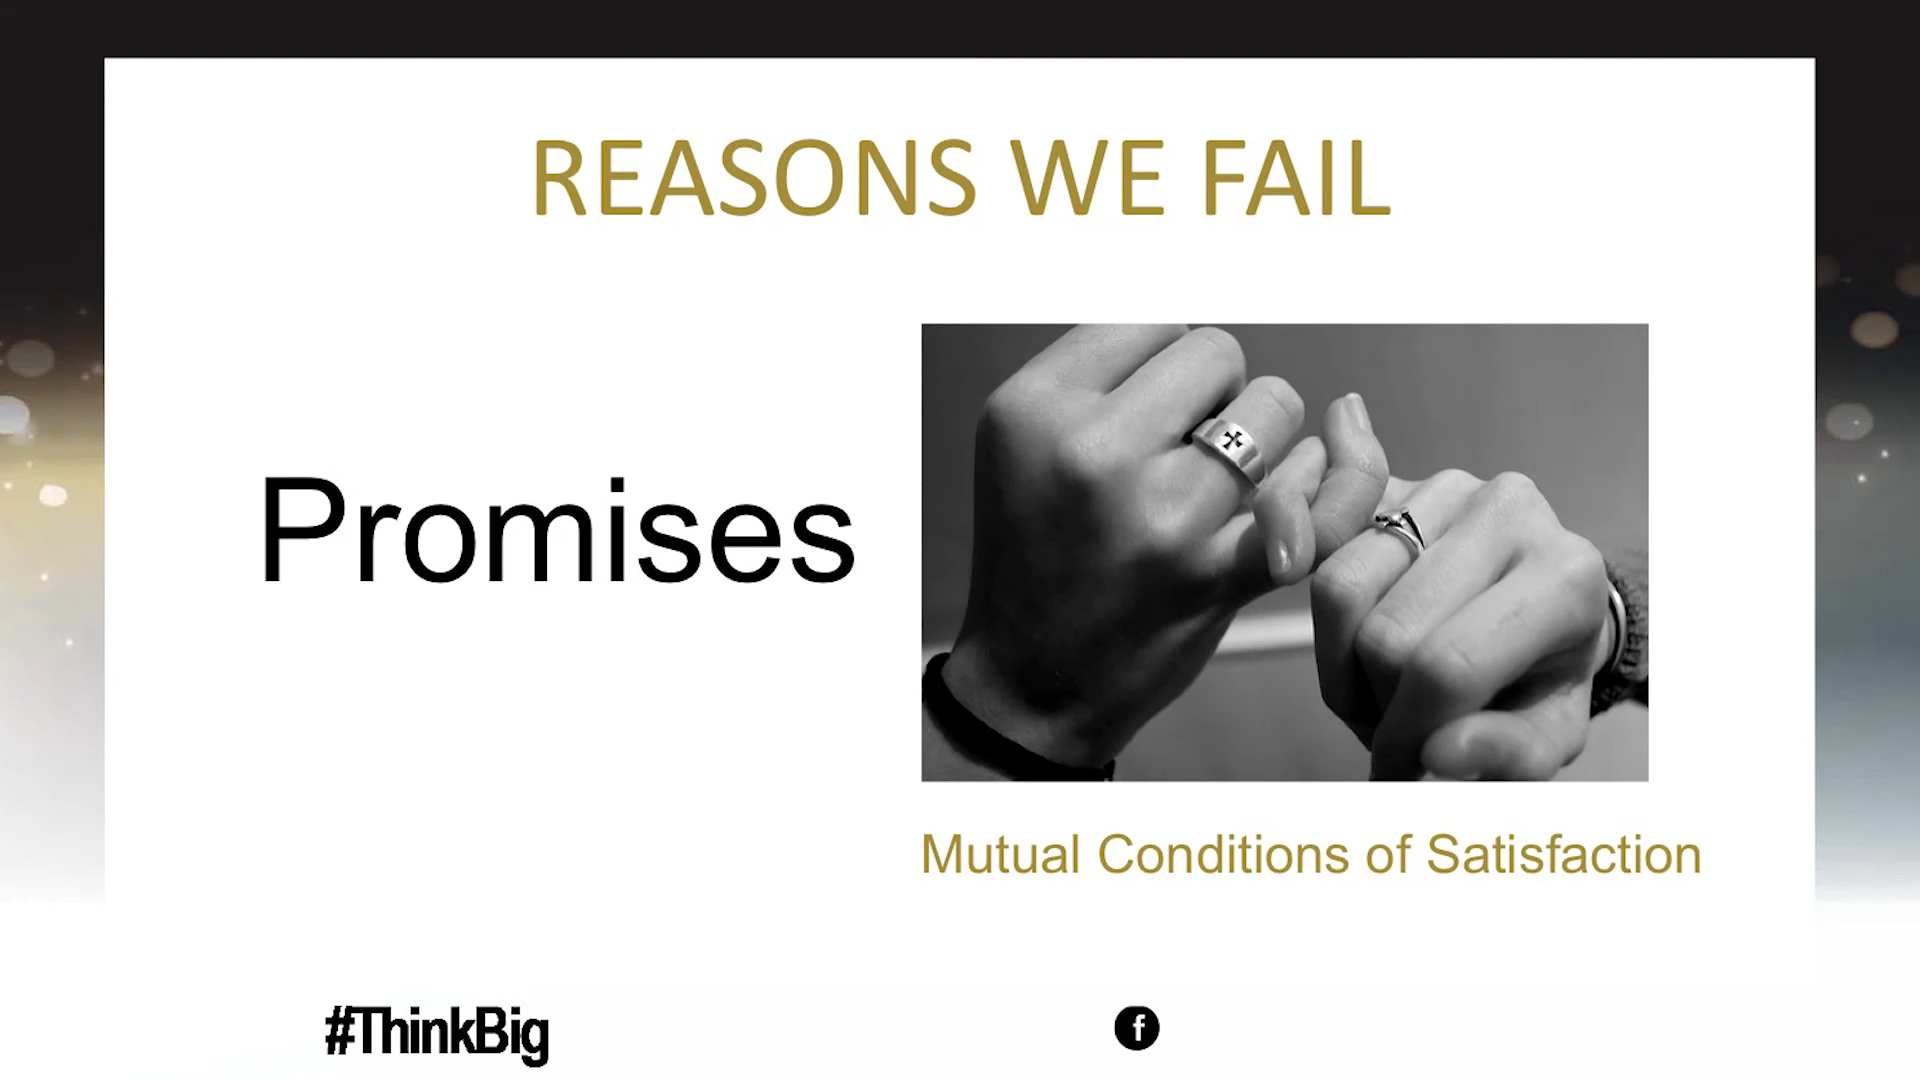 REASONS WE FAIL
Promises
Mutual Conditions of Satisfaction
#ThinkBig
f